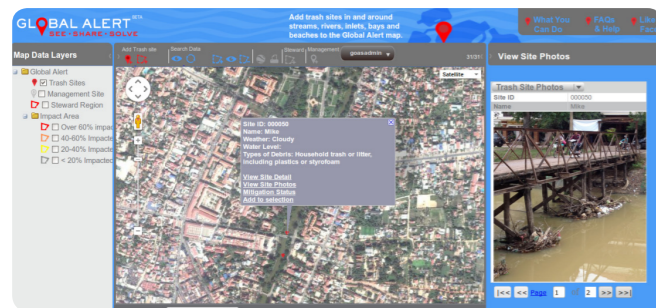 GLOBAL ALERT BETA
SEE • SHARE • SOLVE
Add trash sites in and around
streams, rivers, inlets, bays and
beaches to the Global Alert map.
What You
Can Do
FAQs
& Help
Like
Face
Map Data Layers
Add Trash site
Search Data
Steward
Management
goasadmin
View Site Photos
Global Alert
Trash Sites
Management Site
Steward Region
Impact Area
Over 60% Impac
40-60% Impacte
20-40% Impacte
< 20% Impacted
Satellite
Site ID: 000050
Name: Mike
Weather: Cloudy
Water Level:
Types of Debris: Household trash or litter,
including plastics or styrofoam
View Site Detail
View Site Photos
Mitigation Status
Add to selection
Trash Site Photos
Site ID 000050
Name Mike
|<< << Page 1 of 2 >> >>|